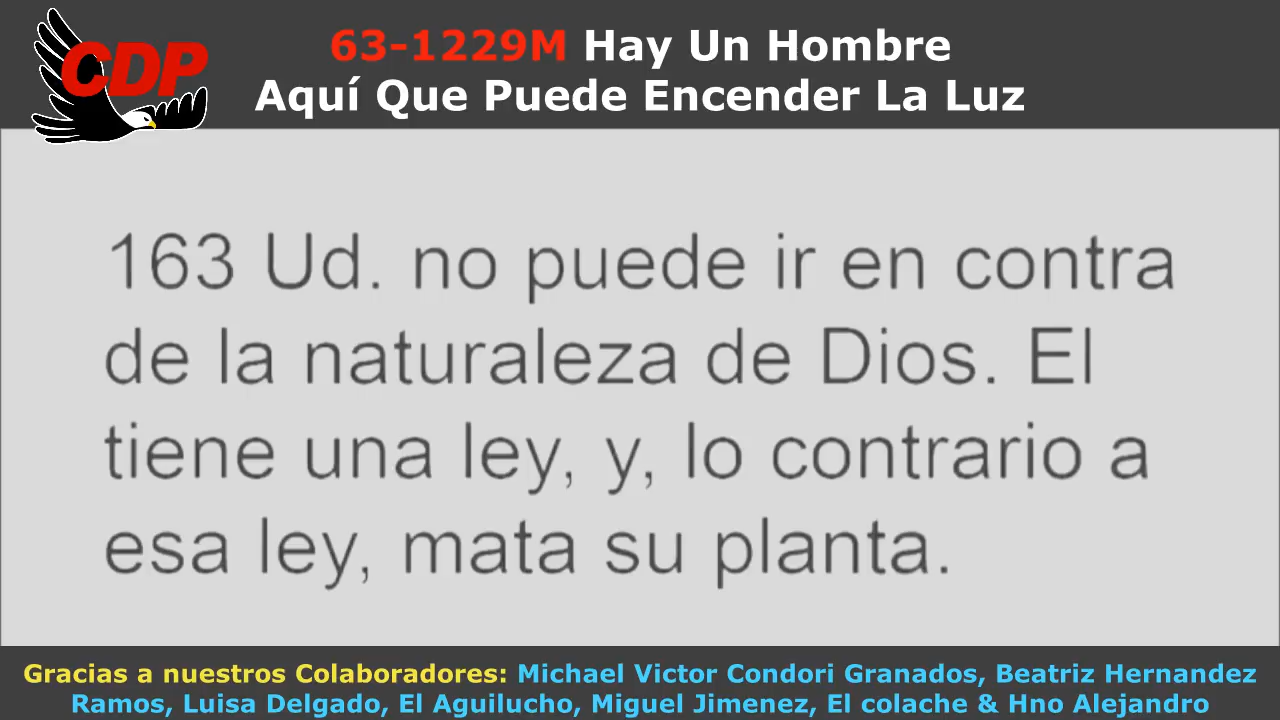 CDP
63-1229M Hay Un Hombre
Aquí Que Puede Encender La Luz
163 Ud. no puede ir en contra
de la naturaleza de Dios. El
tiene una ley, y, lo contrario a
esa ley, mata su planta.
Gracias a nuestros Colaboradores: Michael Victor Condori Granados, Beatriz Hernandez
Ramos, Luisa Delgado, El Aguilucho, Miguel Jimenez, El colache & Hno Alejandro